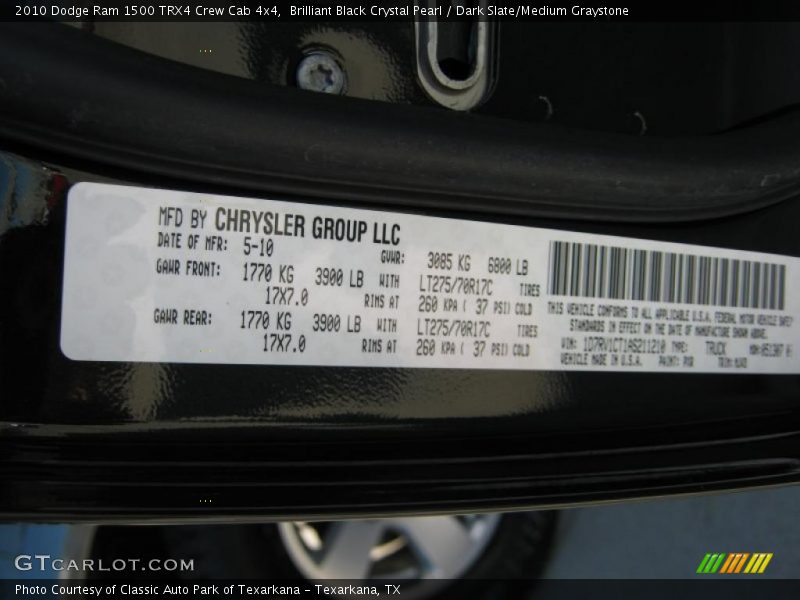 2010 Dodge Ram 1500 TRX4 Crew Cab 4x4,  Brilliant Black Crystal Pearl / Dark Slate/Medium Graystone
MFD BY CHRYSLER GROUP LLC
DATE OF MFR: 5-10 GVWR: 3085 KG 6800 LB
GAWR FRONT: 1770 KG 3900 LB WITH LT275/70R17C TIRES
17X7.0 RIMS AT 260 KPA ( 37 PSI) COLD
GAWR REAR: 1770 KG 3900 LB WITH LT275/70R17C TIRES
17X7.0 RIMS AT 260 KPA ( 37 PSI) COLD
THIS VEHICLE CONFORMS TO ALL APPLICABLE U.S.A. FEDERAL MOTOR VEHICLE SAFETY
STANDARDS IN EFFECT ON THE DATE OF MANUFACTURE SHOWN ABOVE.
VIN: 1D7RV1CT1AS211210 TYPE: TRUCK
VEHICLE MADE IN U.S.A. PAINT: PXR TRIM:
GTCARLOT.COM
Photo Courtesy of Classic Auto Park of Texarkana – Texarkana, TX